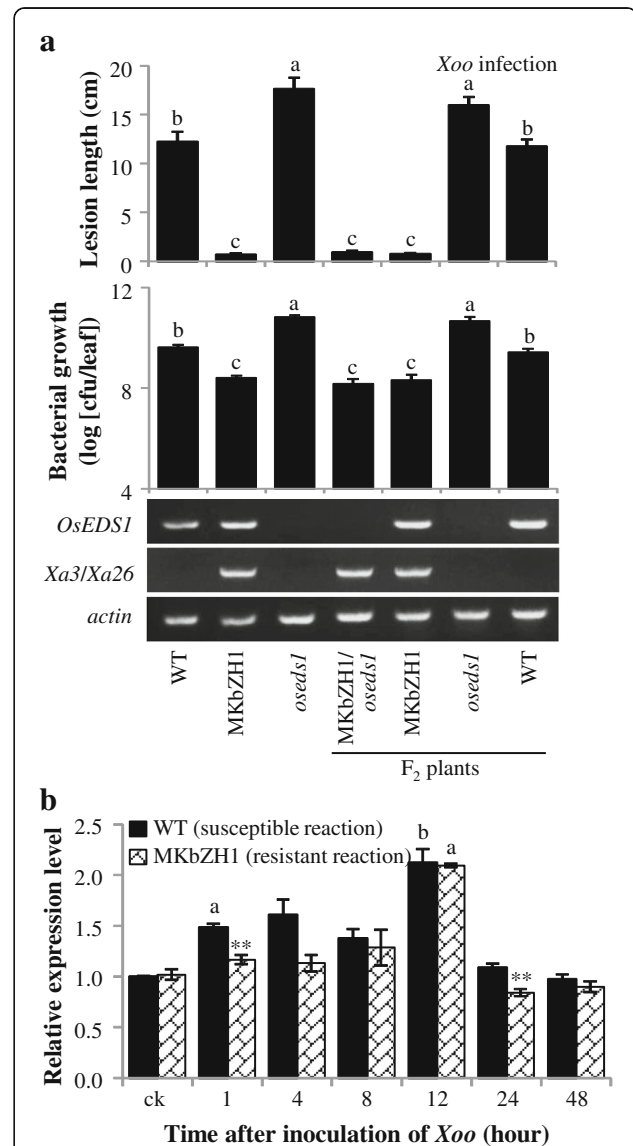 a
Xoo infection
Lesion length (cm)
20
15
10
5
0
b
c
a
c
c
a
b
Bacterial growth
(log [cfu/leaf])
12
8
4
b
c
a
c
c
a
b
OsEDS1
Xa3/Xa26
actin
WT
MKbZH1
oseds1
MKbZH1/
oseds1
MKbZH1
oseds1
WT
F₂ plants
b
WT (susceptible reaction)
MKbZH1 (resistant reaction)
Relative expression level
2.5
2.0
1.5
1.0
0.5
0.0
a
**
b
a
**
ck
1
4
8
12
24
48
Time after inoculation of Xoo (hour)